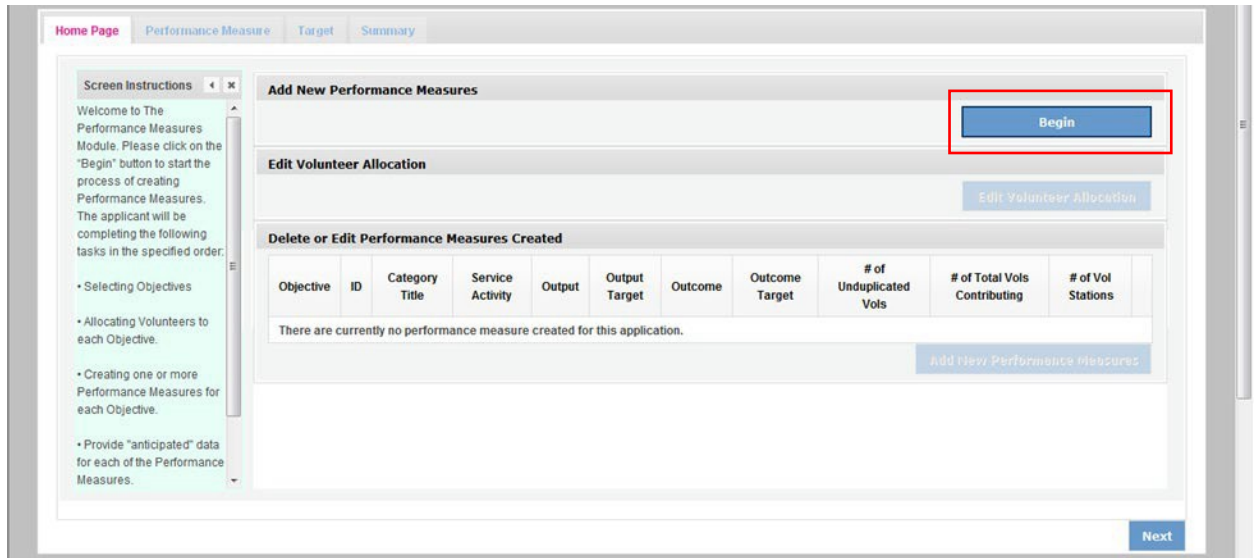 Home Page
Performance Measure
Target
Summary
Screen Instructions
Welcome to The
Performance Measures
Module. Please click on the
"Begin" button to start the
process of creating
Performance Measures.
The applicant will be
completing the following
tasks in the specified order:
• Selecting Objectives
• Allocating Volunteers to
each Objective.
• Creating one or more
Performance Measures for
each Objective.
• Provide "anticipated" data
for each of the Performance
Measures.
Add New Performance Measures
Begin
Edit Volunteer Allocation
Edit Volunteer Allocation
Delete or Edit Performance Measures Created
Objective
ID
Category
Title
Service
Activity
Output
Output
Target
Outcome
Outcome
Target
# of
Unduplicated
Vols
# of Total Vols
Contributing
# of Vol
Stations
There are currently no performance measure created for this application.
Add New Performance Measures
Next